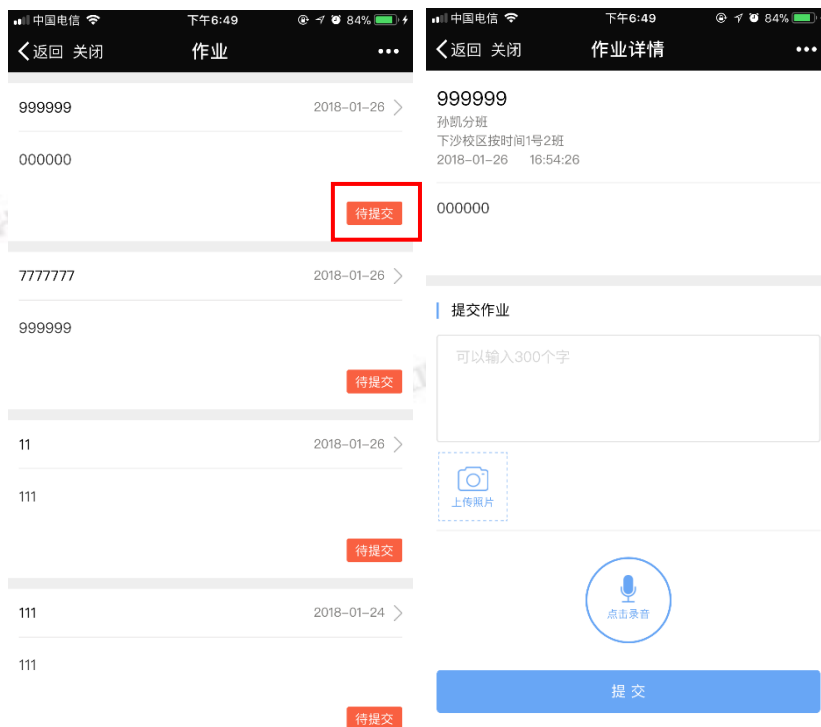 中国电信 下午6:49 84%
返回 关闭 作业
999999 2018-01-26
000000
待提交
7777777 2018-01-26
999999
待提交
11 2018-01-26
111
待提交
111 2018-01-24
111
待提交
中国电信 下午6:49 84%
返回 关闭 作业详情
999999
孙凯分班
下沙校区按时间1号2班
2018-01-26 16:54:26
000000
提交作业
可以输入300个字
上传照片
点击录音
提交